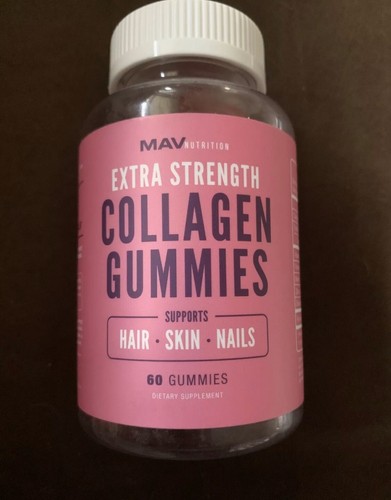 MAV NUTRITION
EXTRA STRENGTH
COLLAGEN
GUMMIES
SUPPORTS
HAIR · SKIN · NAILS
60 GUMMIES
DIETARY SUPPLEMENT